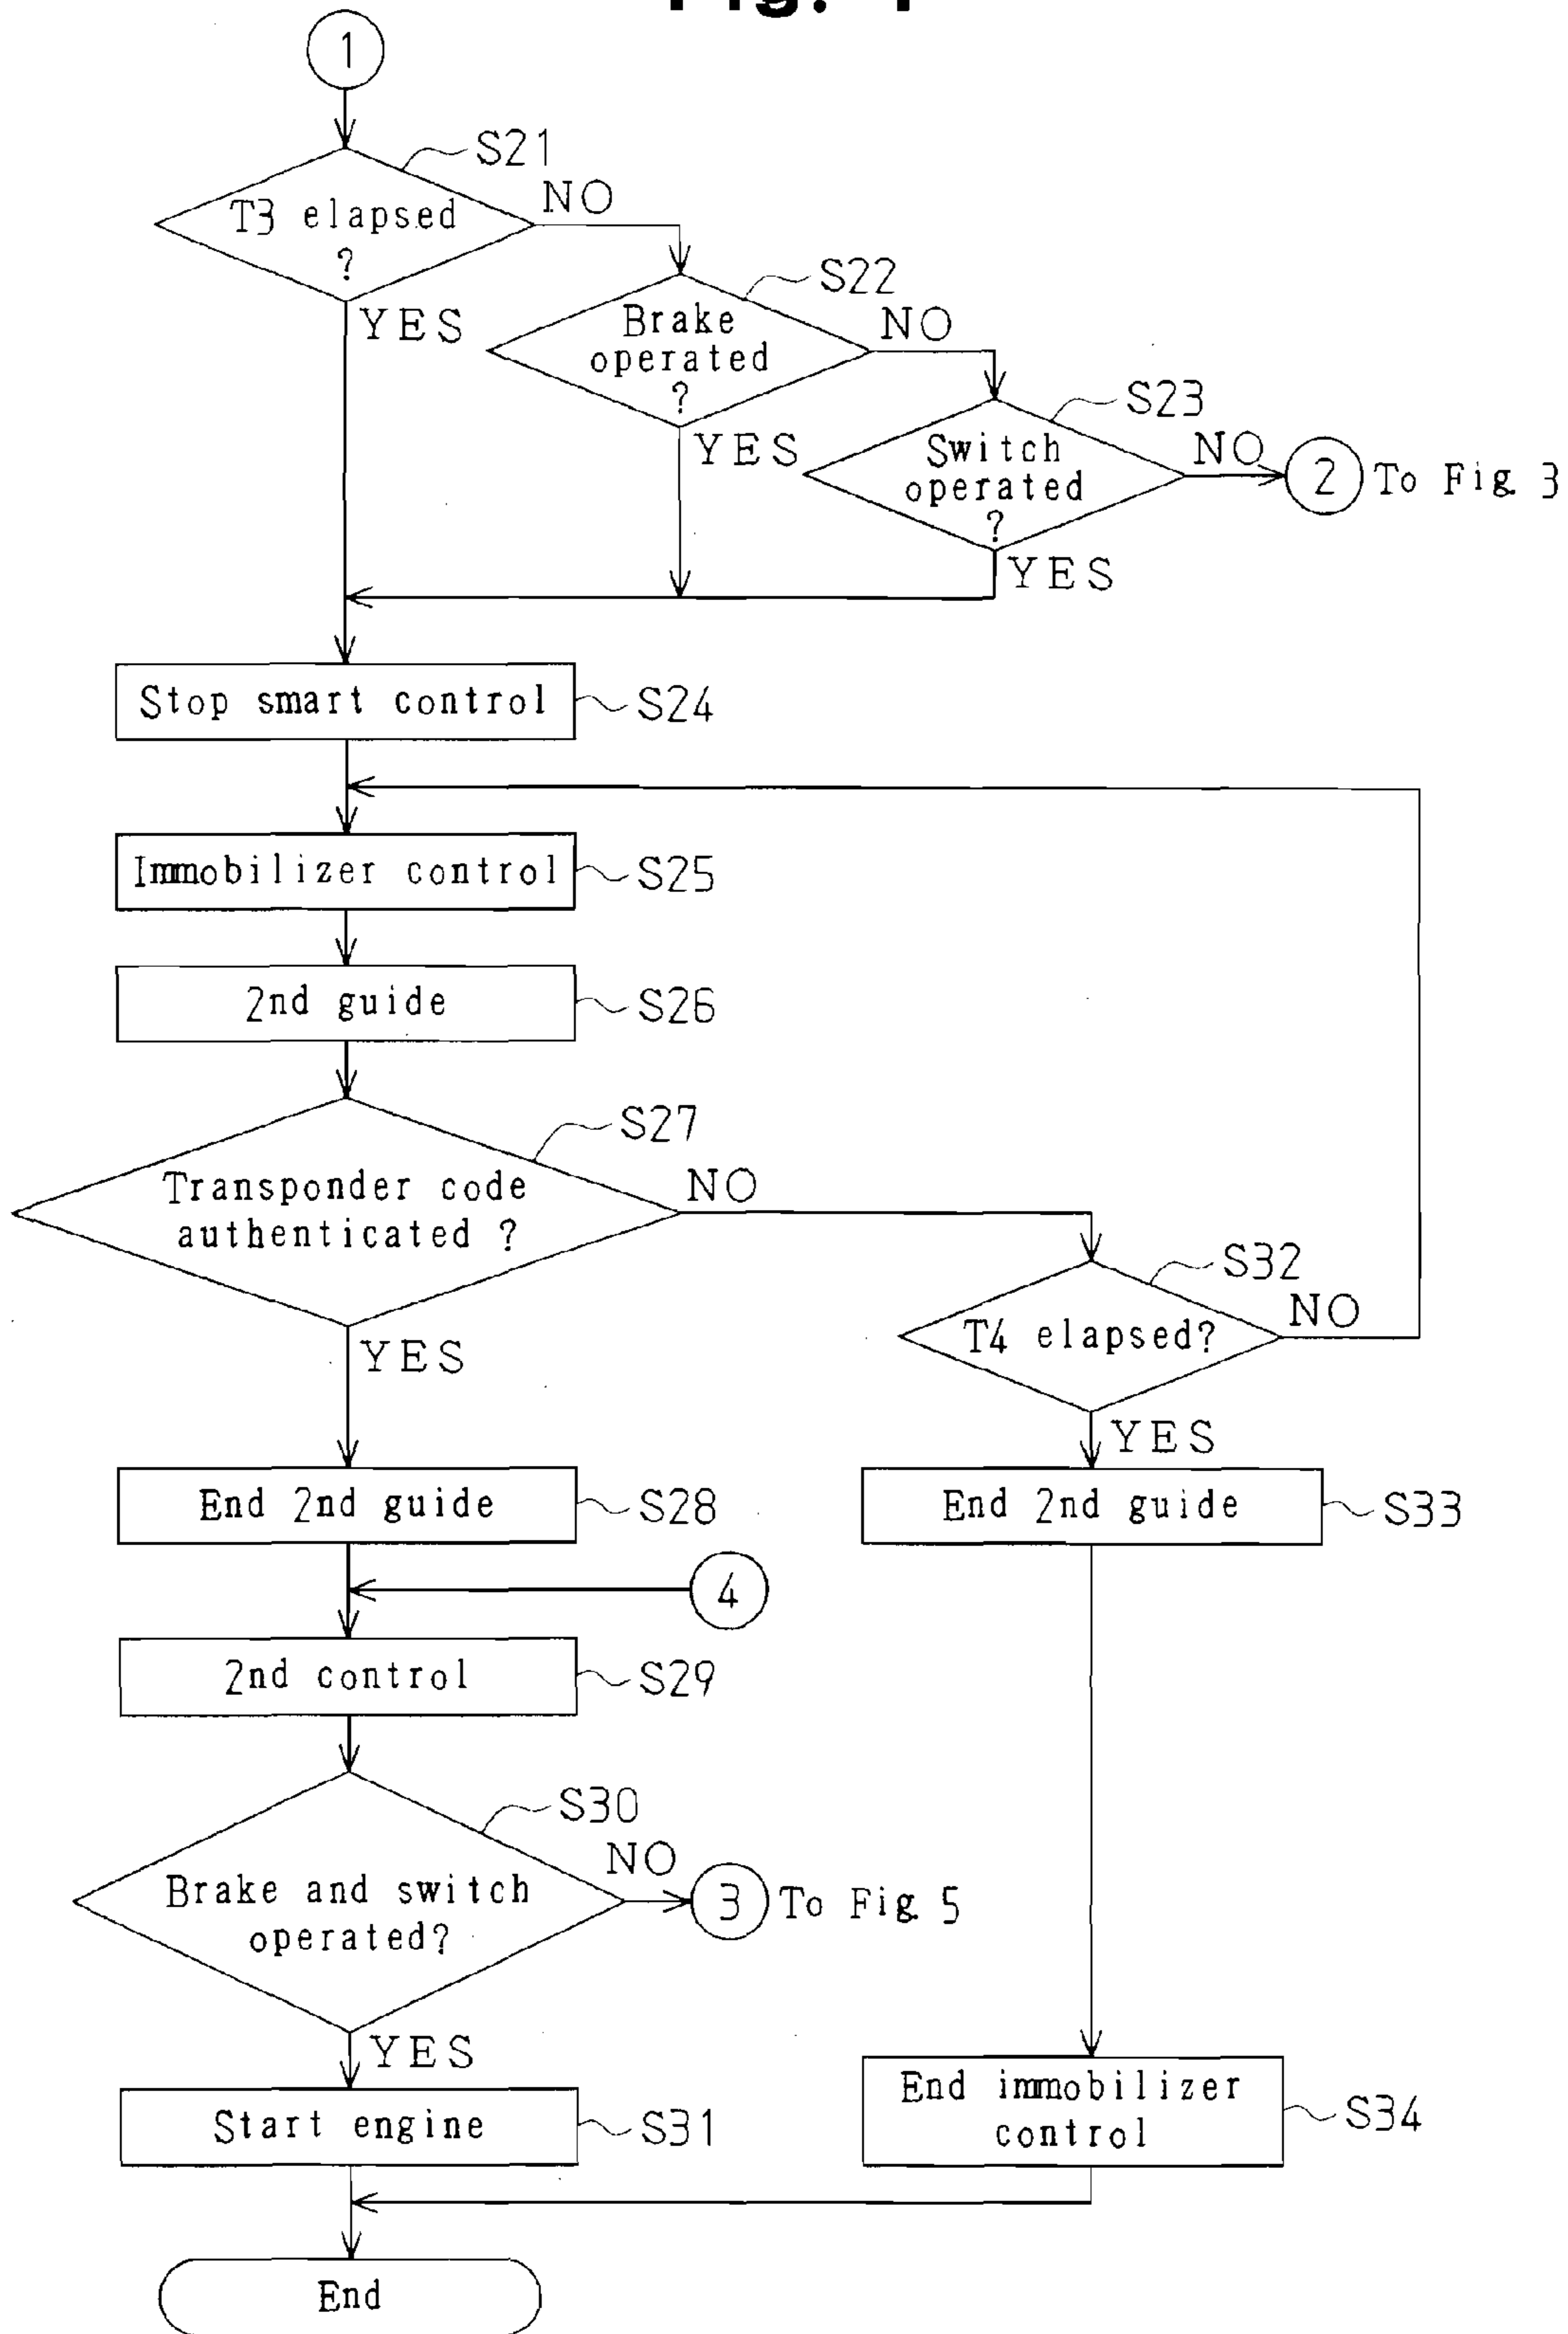 1
S21
T3 elapsed
?
NO
YES
S22
Brake
operated
?
NO
YES
S23
Switch
operated
?
NO
2 To Fig. 3
YES
Stop smart control
S24
Immobilizer control
S25
2nd guide
S26
S27
Transponder code
authenticated ?
NO
YES
S32
T4 elapsed?
NO
YES
End 2nd guide
S28
End 2nd guide
S33
4
2nd control
S29
S30
Brake and switch
operated?
NO
3 To Fig. 5
YES
Start engine
S31
End immobilizer
control
S34
End